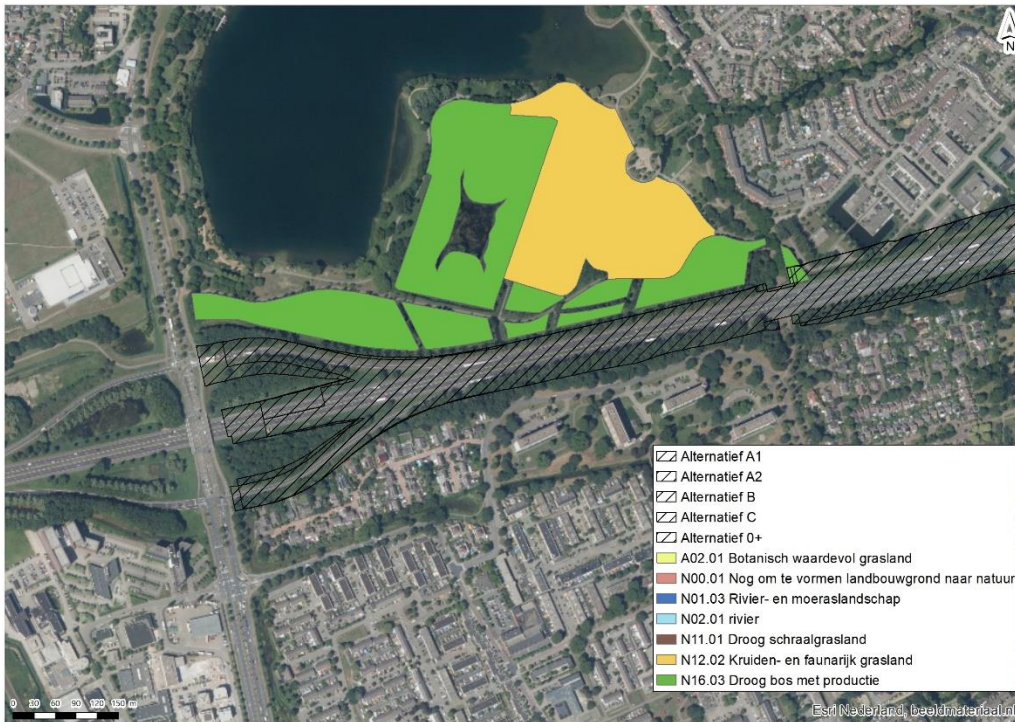 N
Alternatief A1
Alternatief A2
Alternatief B
Alternatief C
Alternatief 0+
A02.01 Botanisch waardevol grasland
N00.01 Nog om te vormen landbouwgrond naar natuur
N01.03 Rivier- en moeraslandschap
N02.01 rivier
N11.01 Droog schraalgrasland
N12.02 Kruiden- en faunarijk grasland
N16.03 Droog bos met productie
0 30 60 90 120 150 m
Esri Nederland, beeldmateriaal.nl